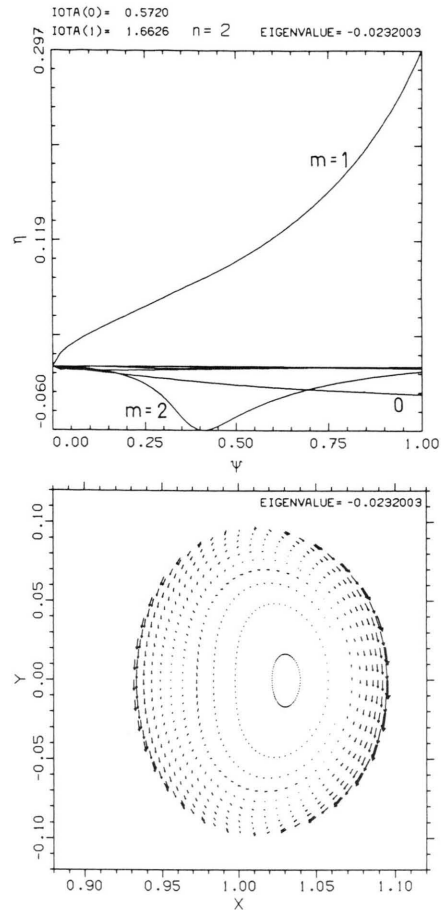 IOTA(0)= 0.5720
IOTA(1)= 1.6626 n = 2 EIGENVALUE= -0.0232003
0.297
0.119
-0.060
η
m=1
m=2
0
0.00 0.25 0.50 0.75 1.00
Ψ
EIGENVALUE= -0.0232003
0.10
0.05
0.00
-0.05
-0.10
Y
0.90 0.95 1.00 1.05 1.10
X